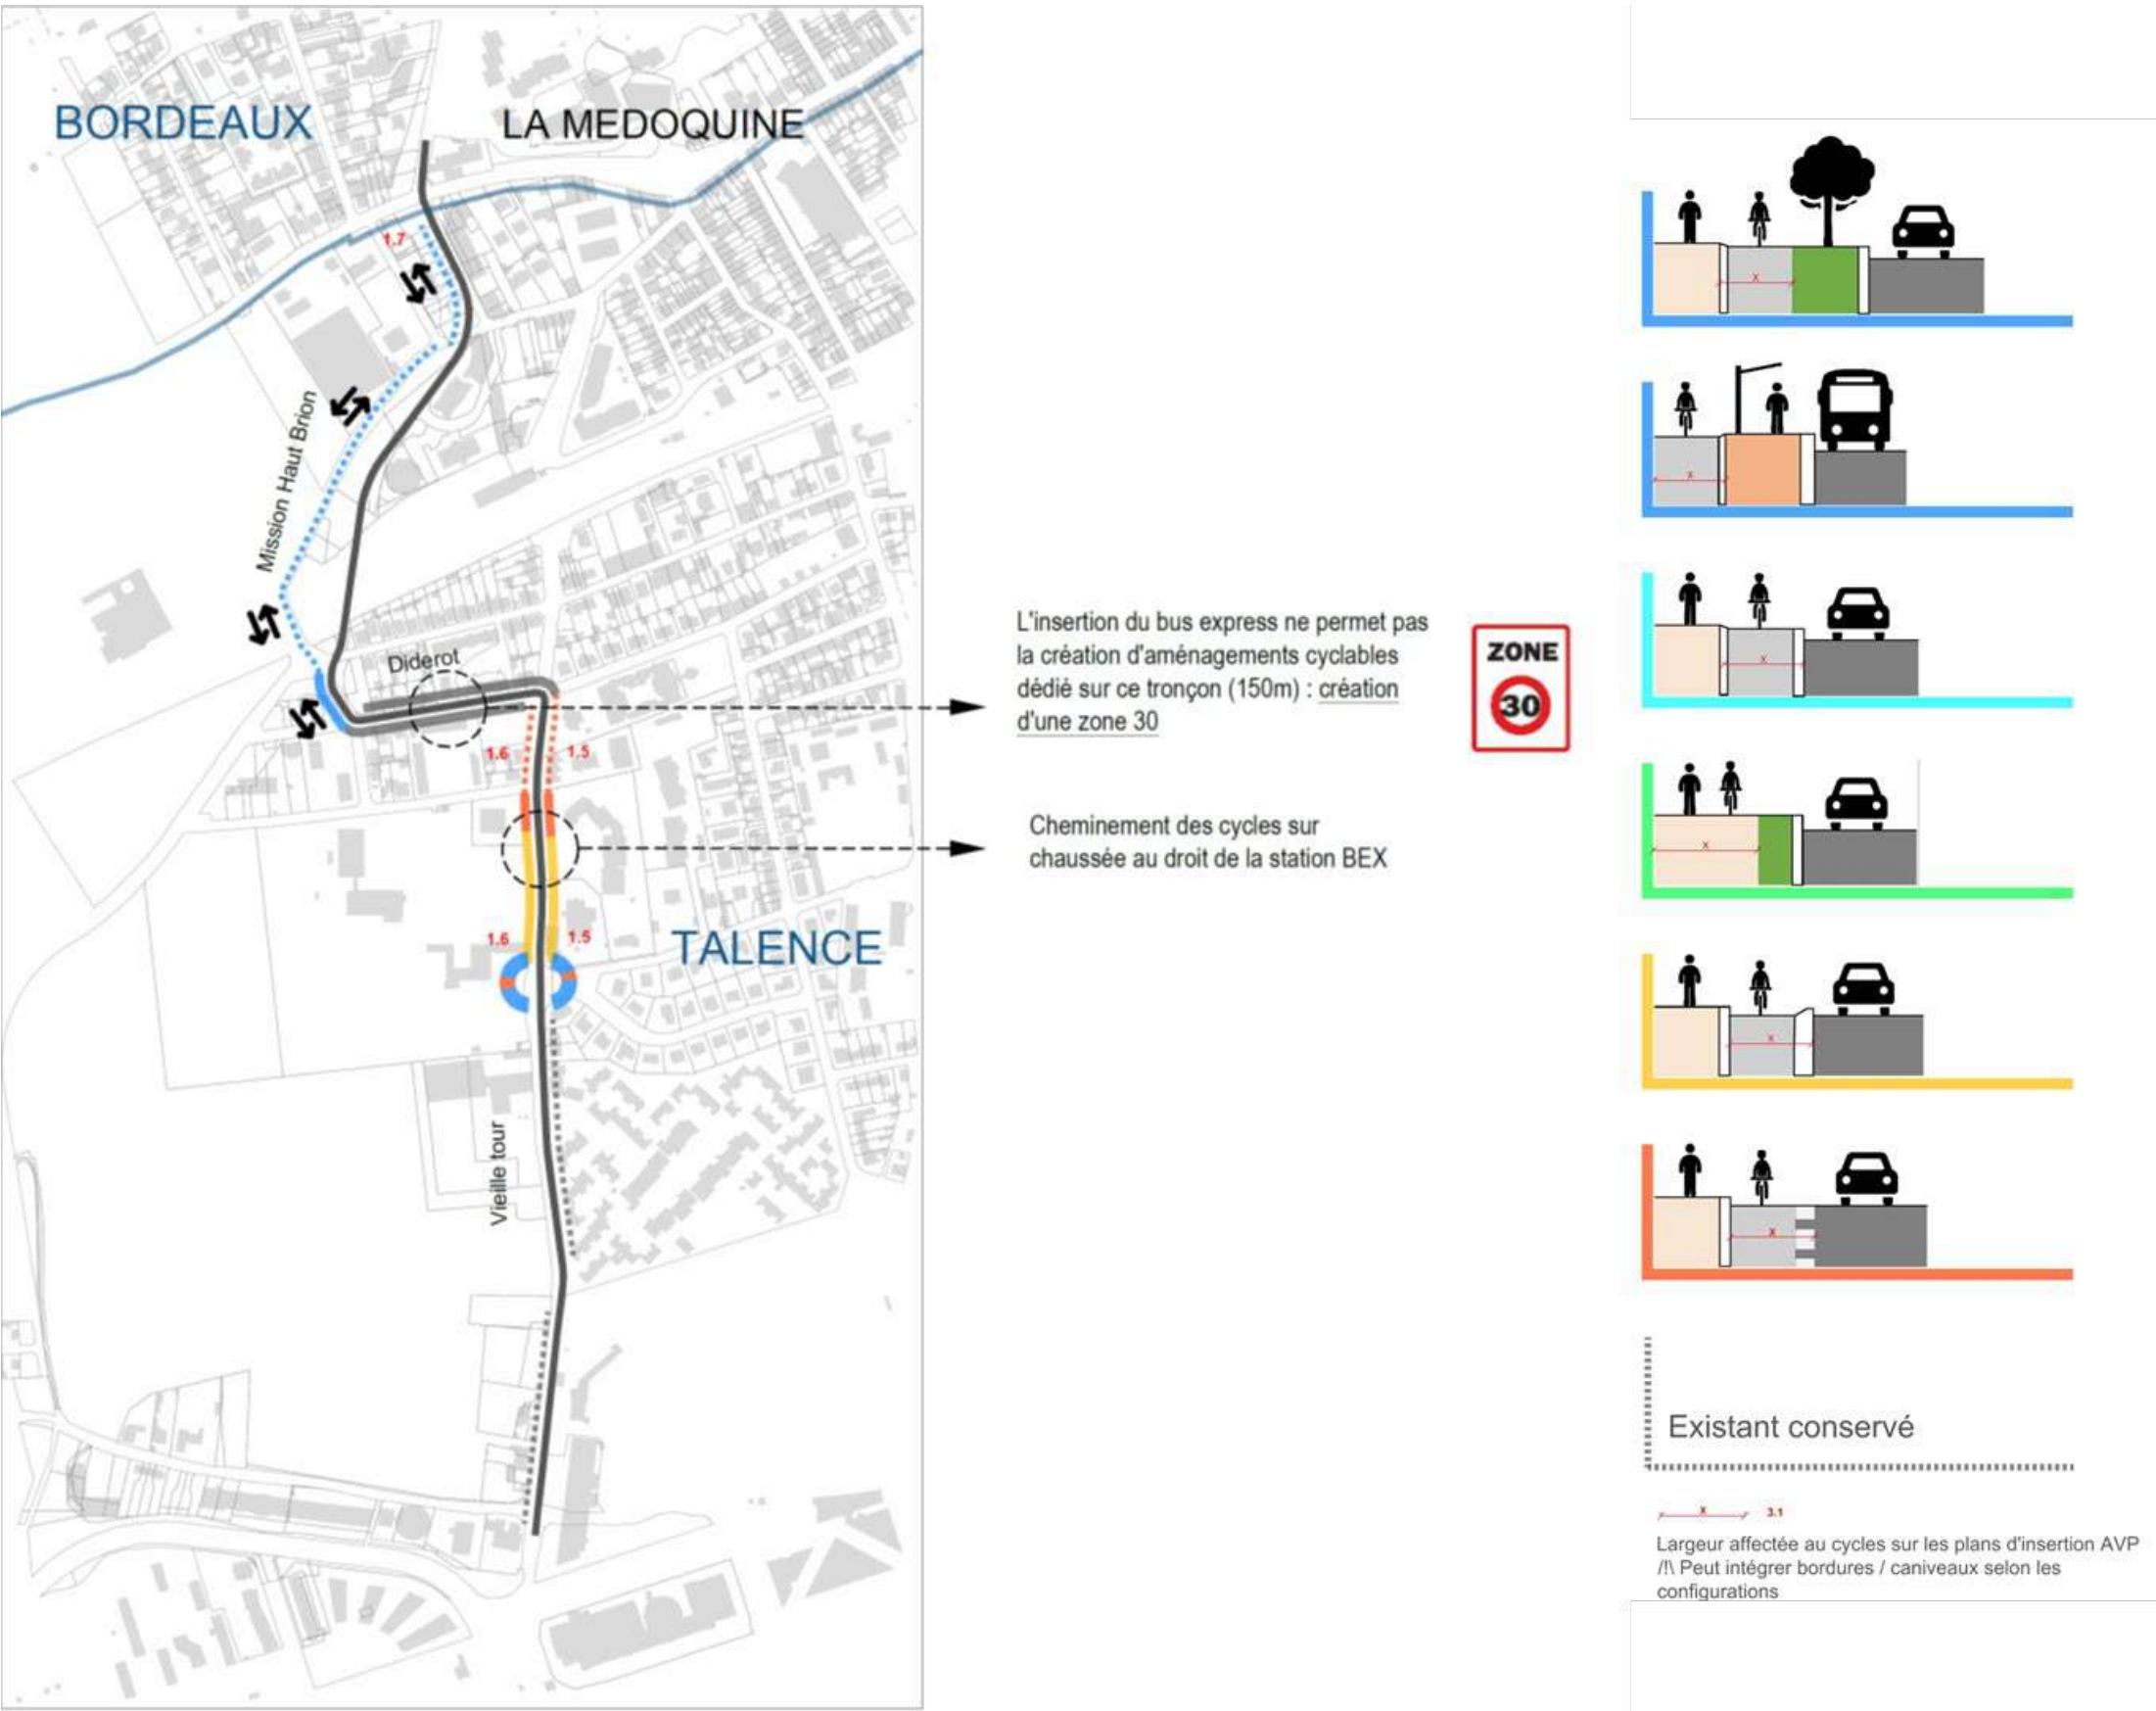 BORDEAUX
LA MEDOQUINE
1.7
Mission Haut Brion
Diderot
1.6
1.5
1.6
1.5
TALENCE
Vieille tour
L'insertion du bus express ne permet pas
la création d'aménagements cyclables
dédié sur ce tronçon (150m) : création
d'une zone 30
ZONE
30
Cheminement des cycles sur
chaussée au droit de la station BEX
x
x
x
x
x
x
Existant conservé
x 3.1
Largeur affectée au cycles sur les plans d'insertion AVP
/!\ Peut intégrer bordures / caniveaux selon les
configurations